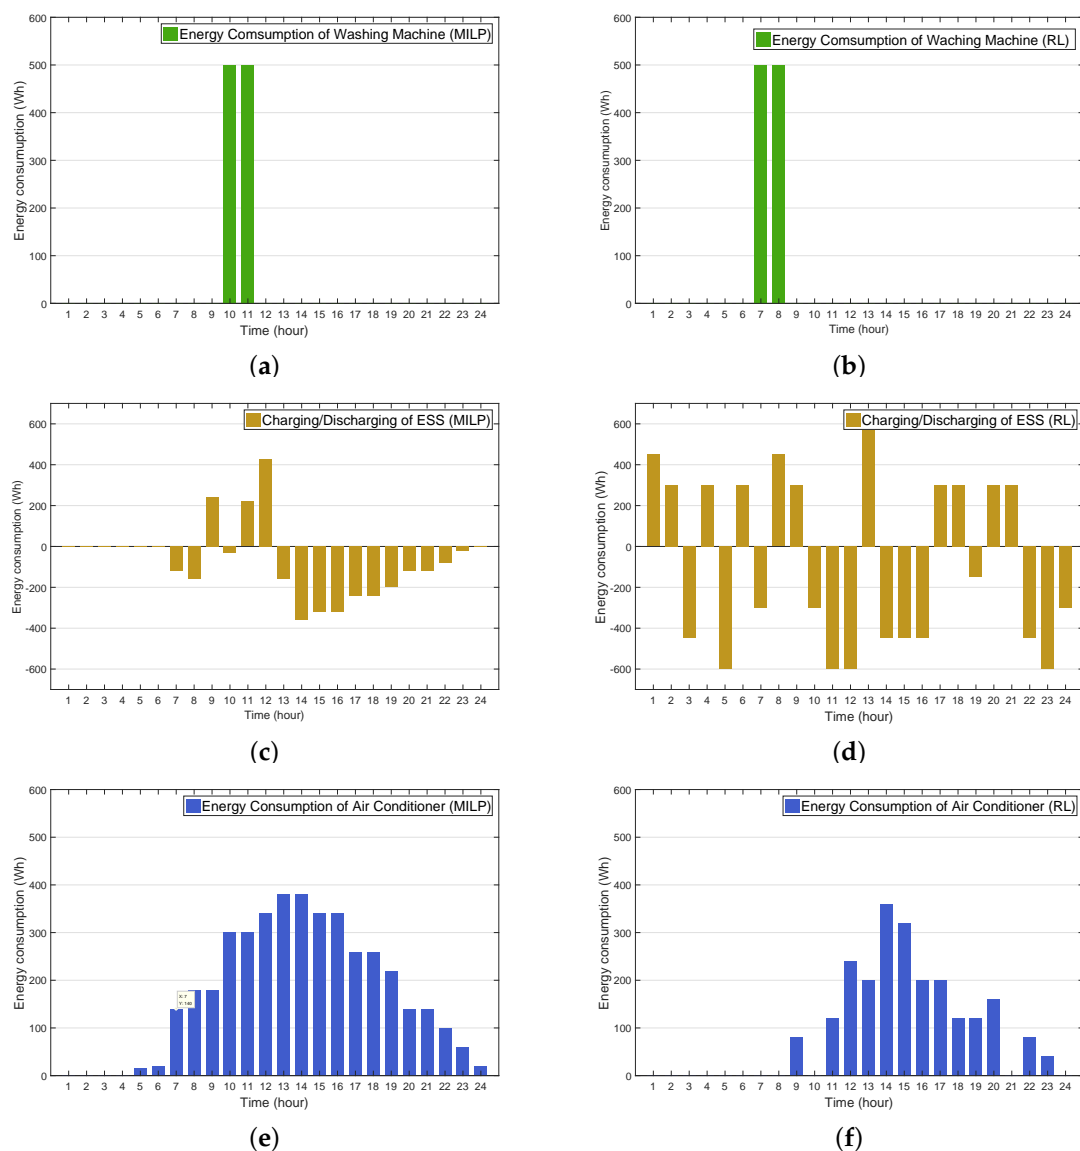 Energy Comsumption of Washing Machine (MILP)
Energy consumuption (Wh)
600
500
400
300
200
100
0
1 2 3 4 5 6 7 8 9 10 11 12 13 14 15 16 17 18 19 20 21 22 23 24
Time (hour)
(a)
Energy Comsumption of Waching Machine (RL)
Energy consumption (Wh)
600
500
400
300
200
100
0
1 2 3 4 5 6 7 8 9 10 11 12 13 14 15 16 17 18 19 20 21 22 23 24
Time (hour)
(b)
Charging/Discharging of ESS (MILP)
Energy consumption (Wh)
600
400
200
0
-200
-400
-600
1 2 3 4 5 6 7 8 9 10 11 12 13 14 15 16 17 18 19 20 21 22 23 24
Time (hour)
(c)
Charging/Discharging of ESS (RL)
Energy consumption (Wh)
600
400
200
0
-200
-400
-600
1 2 3 4 5 6 7 8 9 10 11 12 13 14 15 16 17 18 19 20 21 22 23 24
Time (hour)
(d)
Energy Consumption of Air Conditioner (MILP)
Energy consumption (Wh)
600
500
400
300
200
100
0
X: 7
Y: 140
1 2 3 4 5 6 7 8 9 10 11 12 13 14 15 16 17 18 19 20 21 22 23 24
Time (hour)
(e)
Energy Consumption of Air Conditioner (RL)
Energy consumption (Wh)
600
500
400
300
200
100
0
1 2 3 4 5 6 7 8 9 10 11 12 13 14 15 16 17 18 19 20 21 22 23 24
Time (hour)
(f)